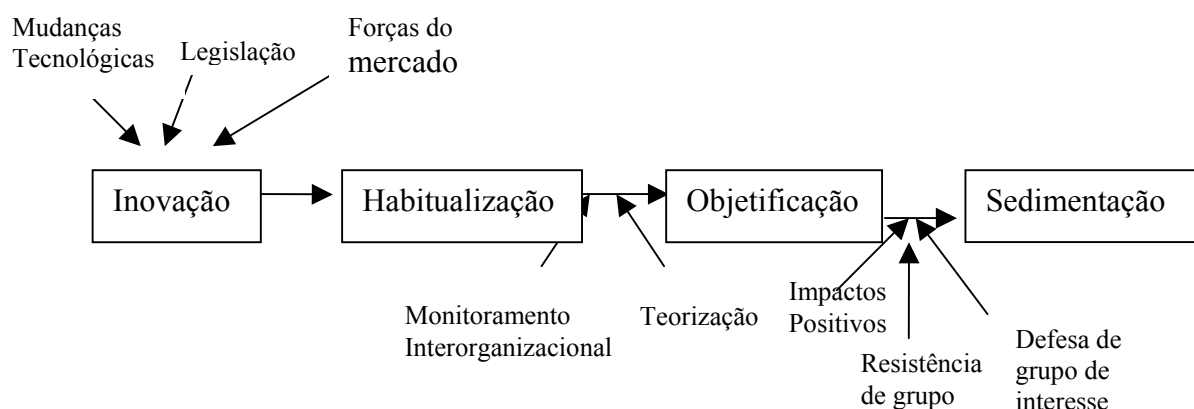 Mudanças
Tecnológicas
Legislação
Forças do
mercado
Inovação
Habitualização
Objetificação
Sedimentação
Monitoramento
Interorganizacional
Teorização
Impactos
Positivos
Resistência
de grupo
Defesa de
grupo de
interesse